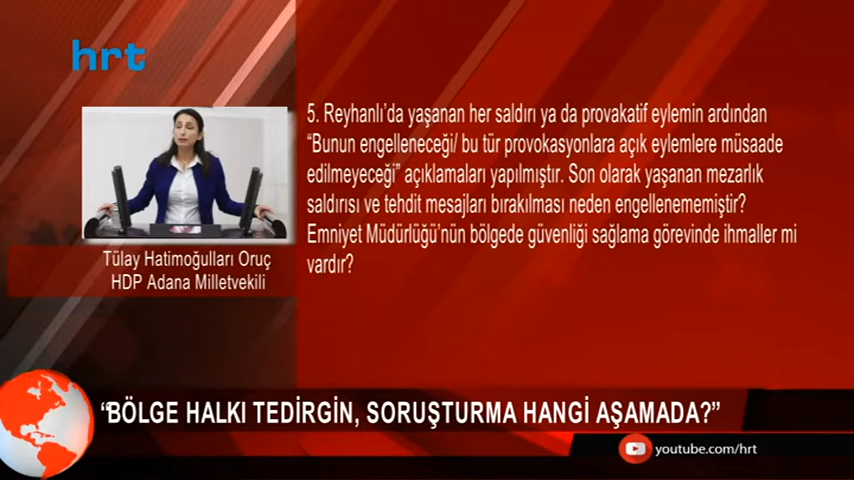 hrt
5. Reyhanlı’da yaşanan her saldırı ya da provakatif eylemin ardından
“Bunun engelleneceği/ bu tür provokasyonlara açık eylemlere müsaade
edilmeyeceği” açıklamaları yapılmıştır. Son olarak yaşanan mezarlık
saldırısı ve tehdit mesajları bırakılması neden engellenememiştir?
Emniyet Müdürlüğü’nün bölgede güvenliği sağlama görevinde ihmaller mi
vardır?
Tülay Hatimoğulları Oruç
HDP Adana Milletvekili
“BÖLGE HALKI TEDİRGİN, SORUŞTURMA HANGİ AŞAMADA?”
youtube.com/hrt